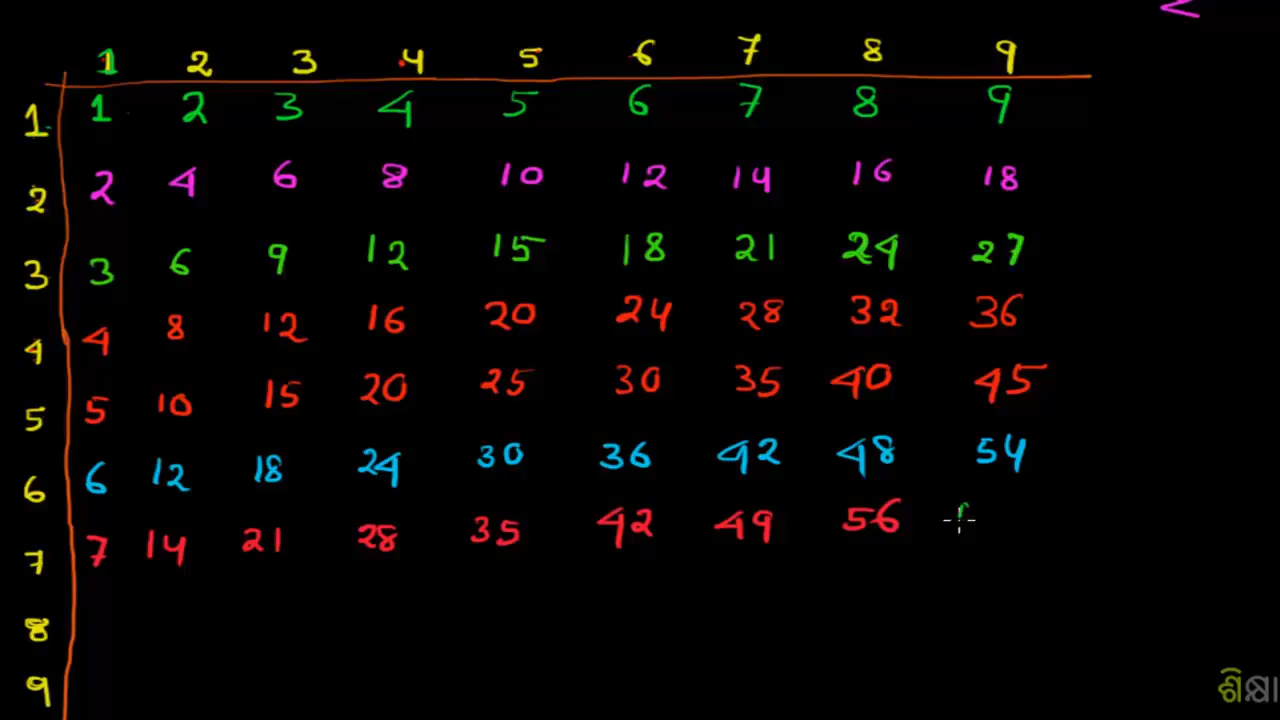 1 2 3 4 5 6 7 8 9
1 1 2 3 4 5 6 7 8 9
2 2 4 6 8 10 12 14 16 18
3 3 6 9 12 15 18 21 24 27
4 4 8 12 16 20 24 28 32 36
5 5 10 15 20 25 30 35 40 45
6 6 12 18 24 30 36 42 48 54
7 7 14 21 28 35 42 49 56
8
9
ଶିକ୍ଷା